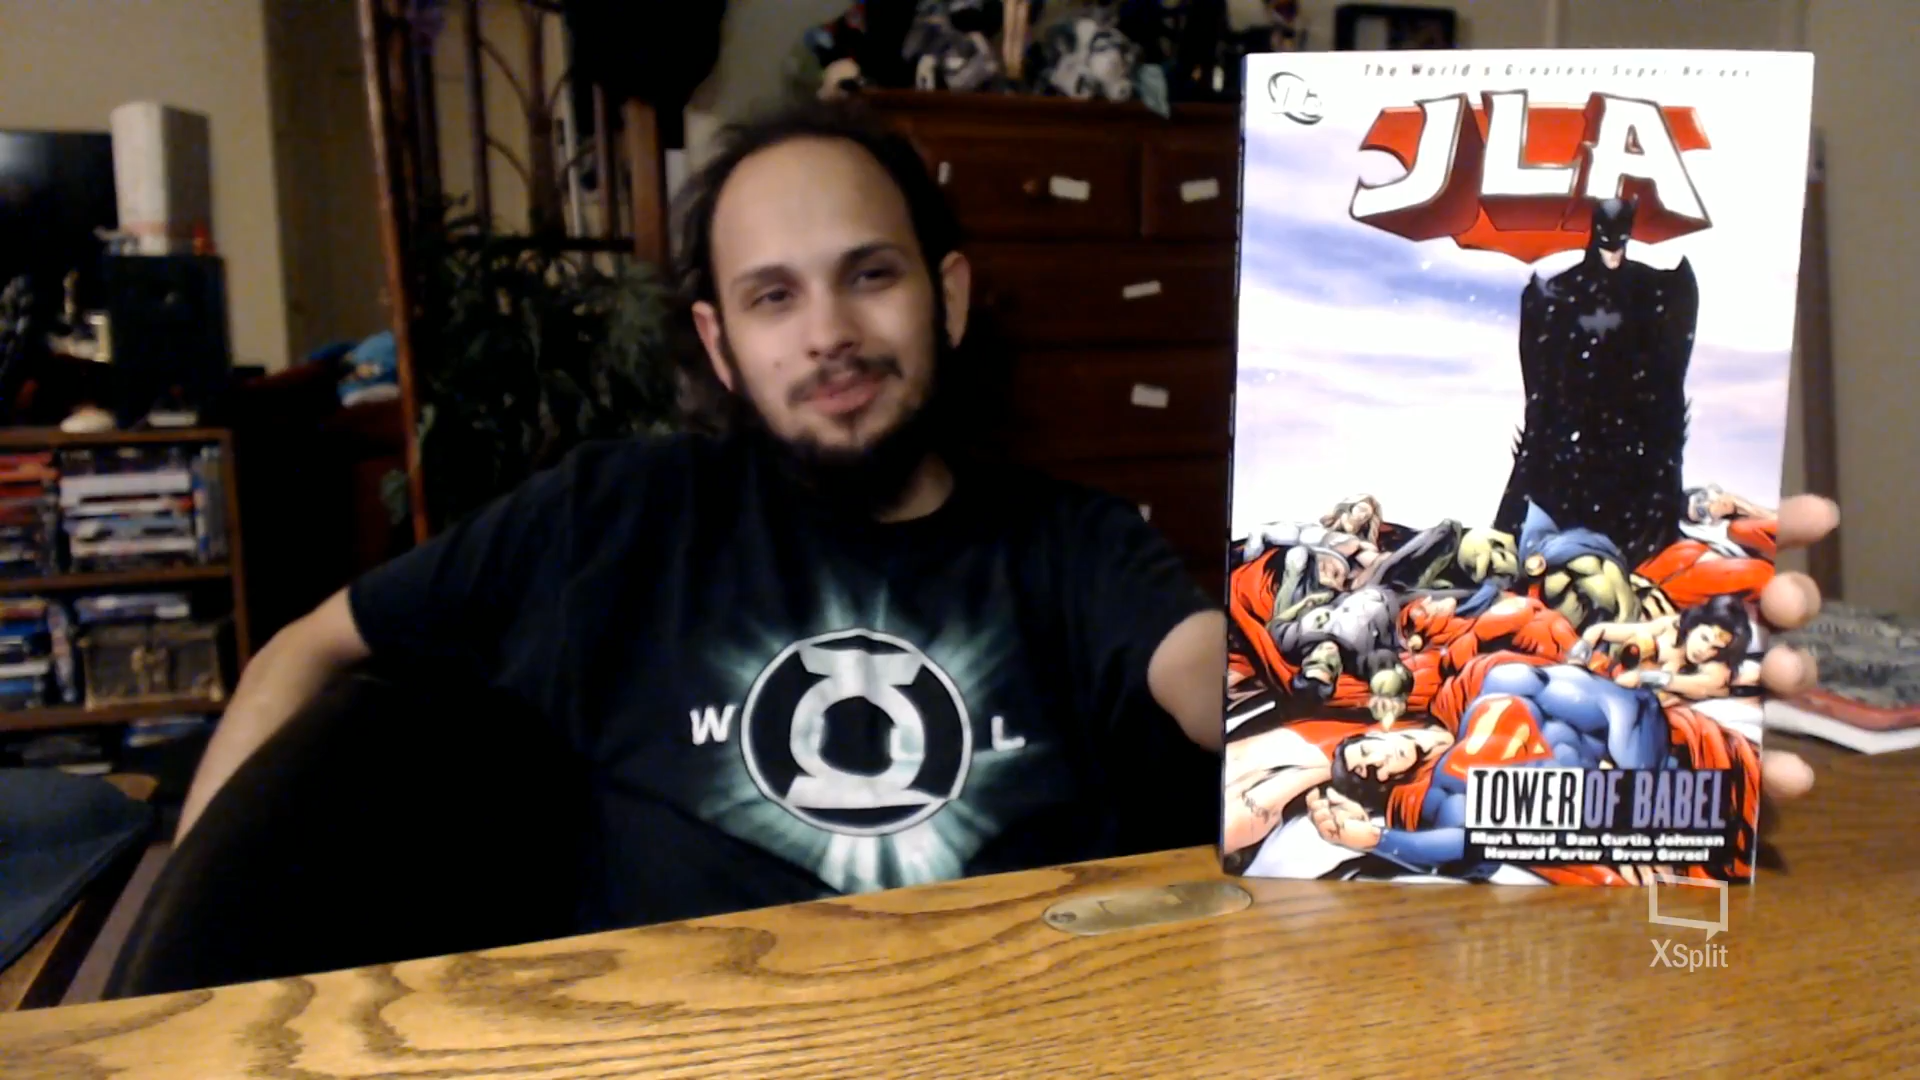 The World's Greatest Super Heroes
JLA
W L
TOWER OF BABEL
Mark Waid Dan Curtis Johnson
Howard Porter Drew Geraci
XSplit